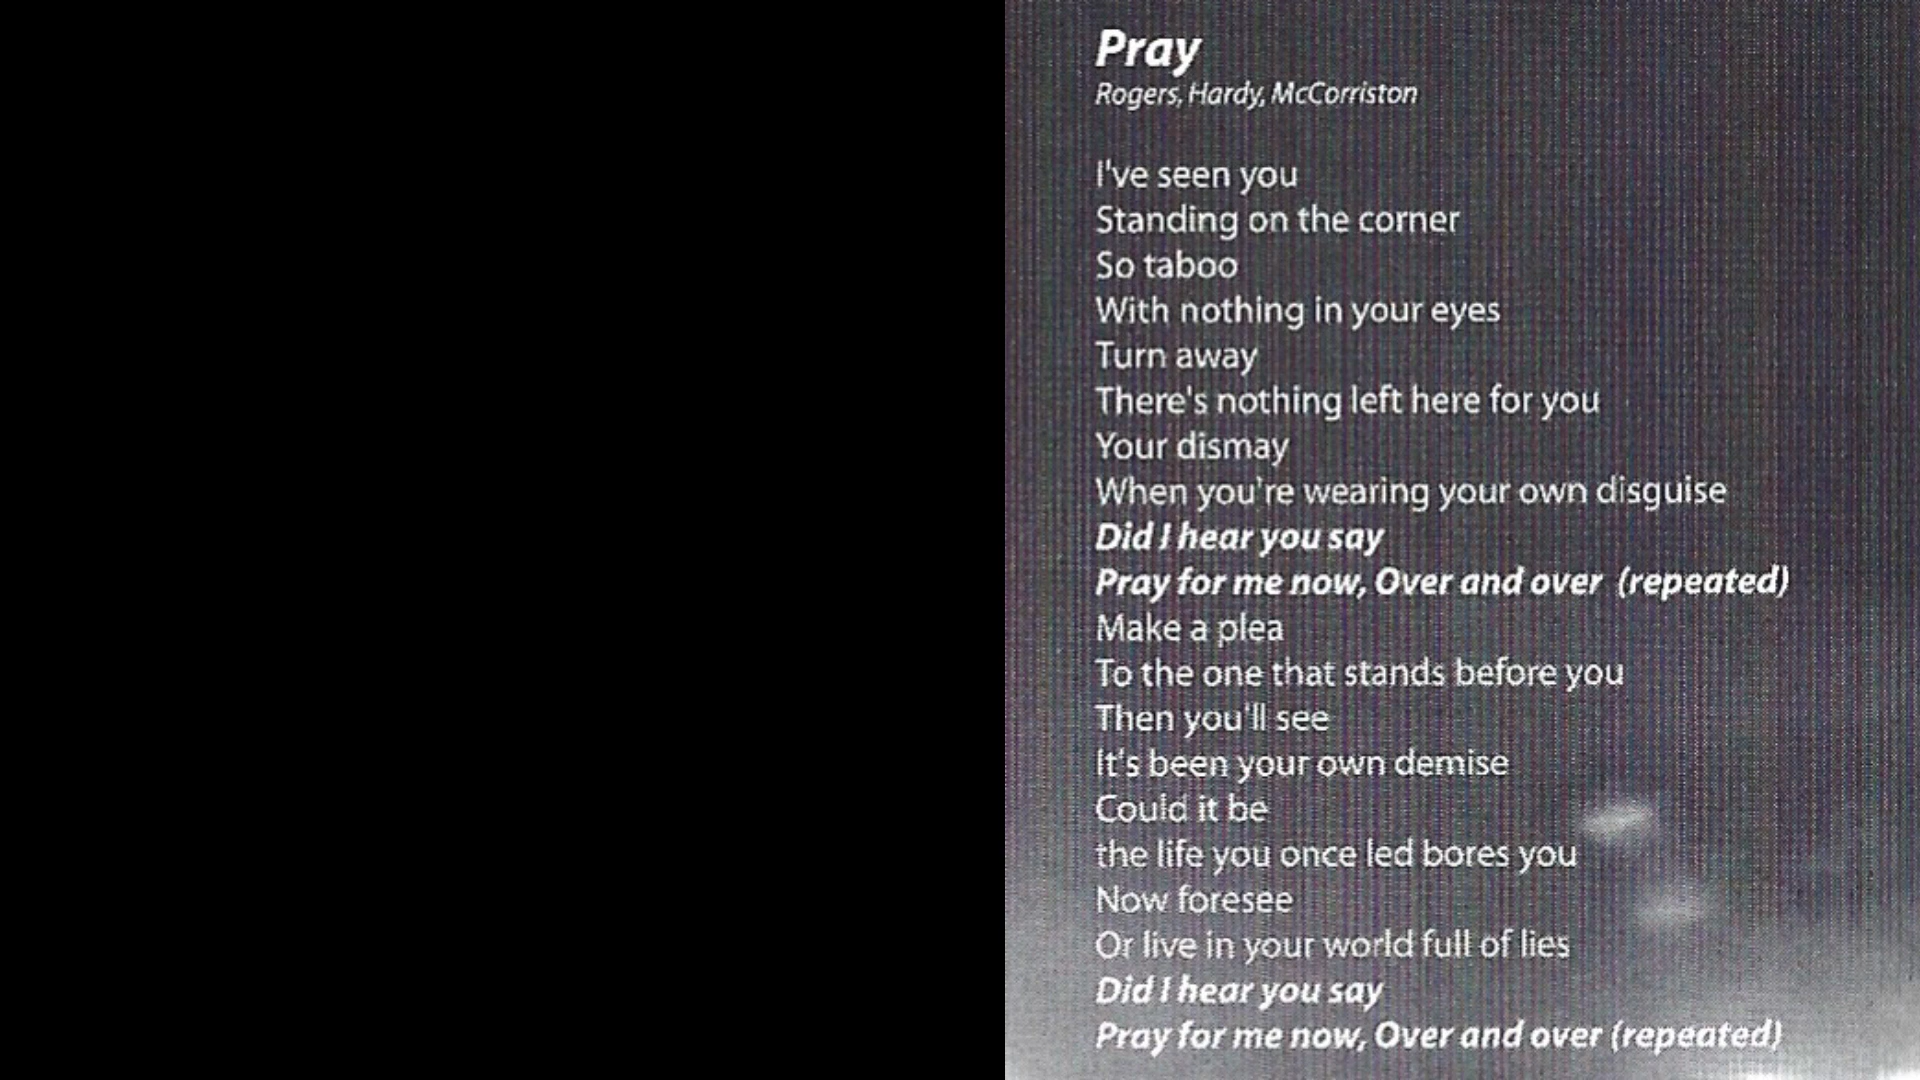 Pray
Rogers, Hardy, McCorriston
I've seen you
Standing on the corner
So taboo
With nothing in your eyes
Turn away
There's nothing left here for you
Your dismay
When you're wearing your own disguise
Did I hear you say
Pray for me now, Over and over (repeated)
Make a plea
To the one that stands before you
Then you'll see
It's been your own demise
Could it be
the life you once led bores you
Now foresee
Or live in your world full of lies
Did I hear you say
Pray for me now, Over and over (repeated)